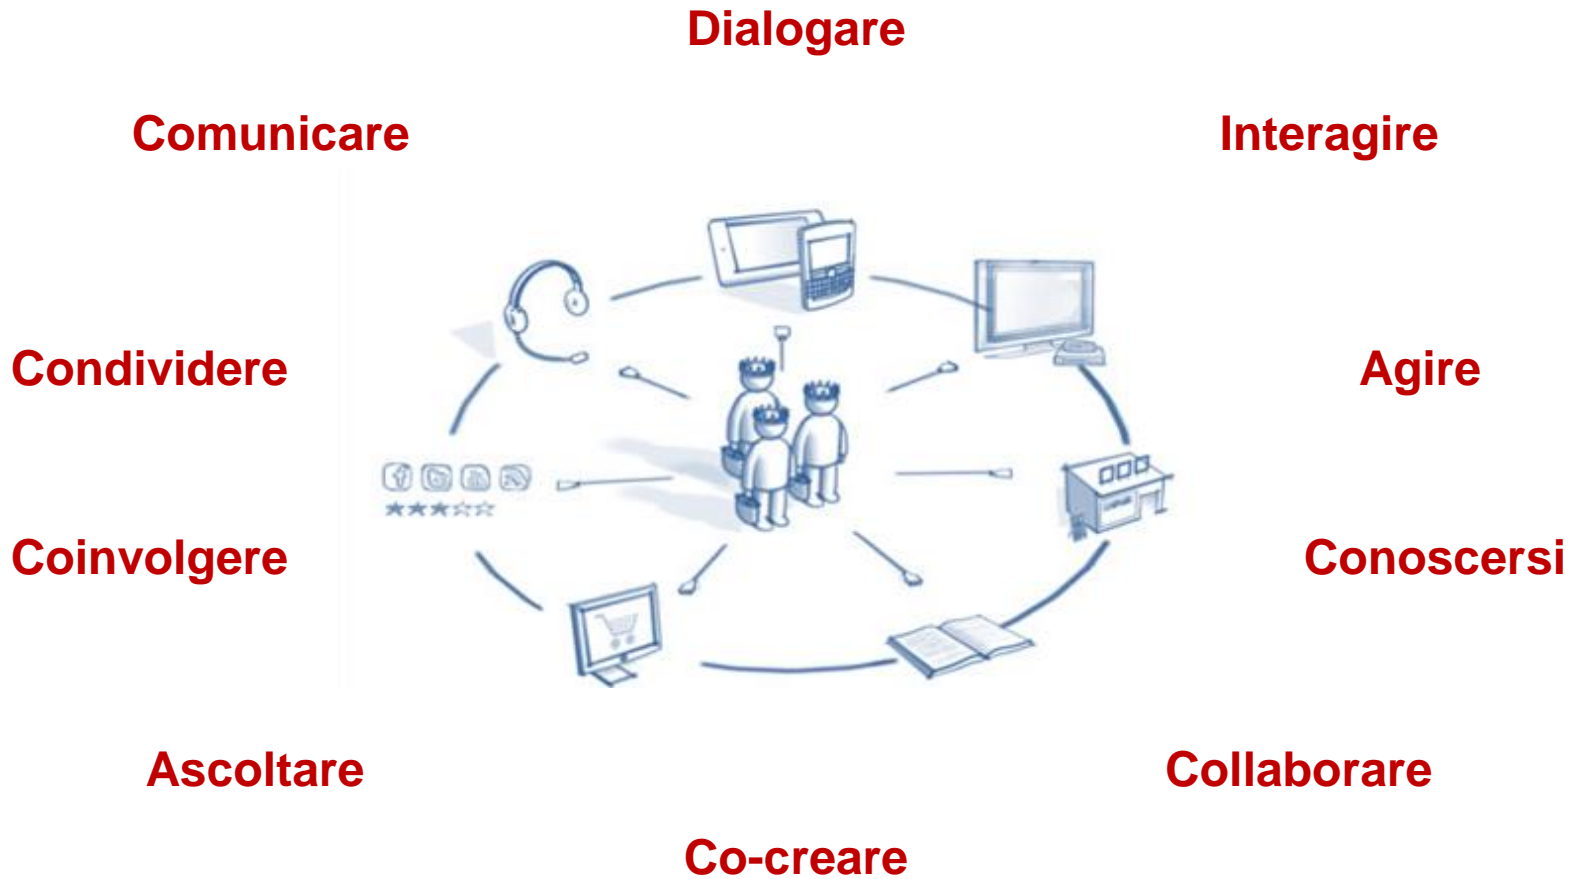 Dialogare
Comunicare
Interagire
Condividere
Agire
Coinvolgere
Conoscersi
Ascoltare
Collaborare
Co-creare